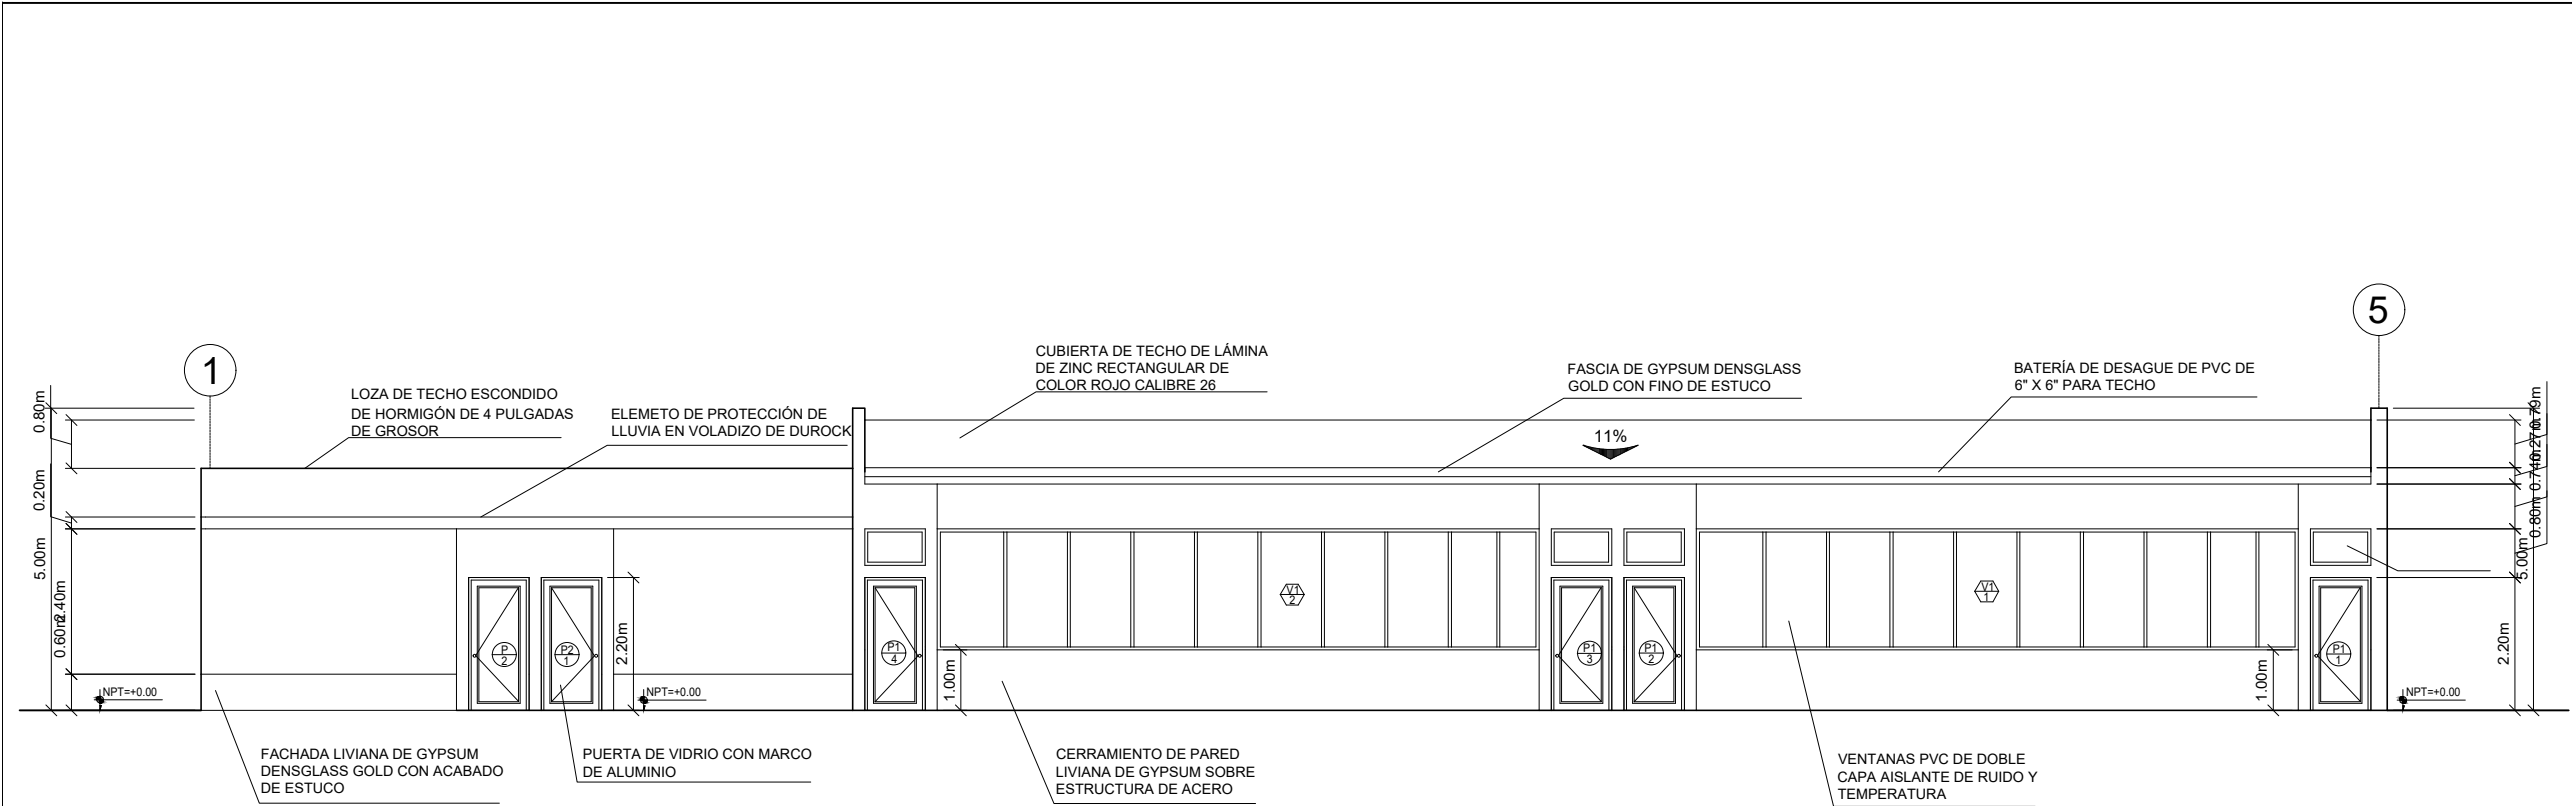 1
5
CUBIERTA DE TECHO DE LÁMINA
DE ZINC RECTANGULAR DE
COLOR ROJO CALIBRE 26
FASCIA DE GYPSUM DENSGLASS
GOLD CON FINO DE ESTUCO
BATERÍA DE DESAGUE DE PVC DE
6" X 6" PARA TECHO
LOZA DE TECHO ESCONDIDO
DE HORMIGÓN DE 4 PULGADAS
DE GROSOR
ELEMETO DE PROTECCIÓN DE
LLUVIA EN VOLADIZO DE DUROCK
11%
0.80m
0.20m
5.00m
2.40m
0.60m
2.20m
1.00m
1.00m
0.79m
0.27m
0.80m
5.00m
2.20m
V1
2
V1
1
P
2
P2
1
P1
4
P1
3
P1
2
P1
1
NPT=+0.00
NPT=+0.00
NPT=+0.00
FACHADA LIVIANA DE GYPSUM
DENSGLASS GOLD CON ACABADO
DE ESTUCO
PUERTA DE VIDRIO CON MARCO
DE ALUMINIO
CERRAMIENTO DE PARED
LIVIANA DE GYPSUM SOBRE
ESTRUCTURA DE ACERO
VENTANAS PVC DE DOBLE
CAPA AISLANTE DE RUIDO Y
TEMPERATURA